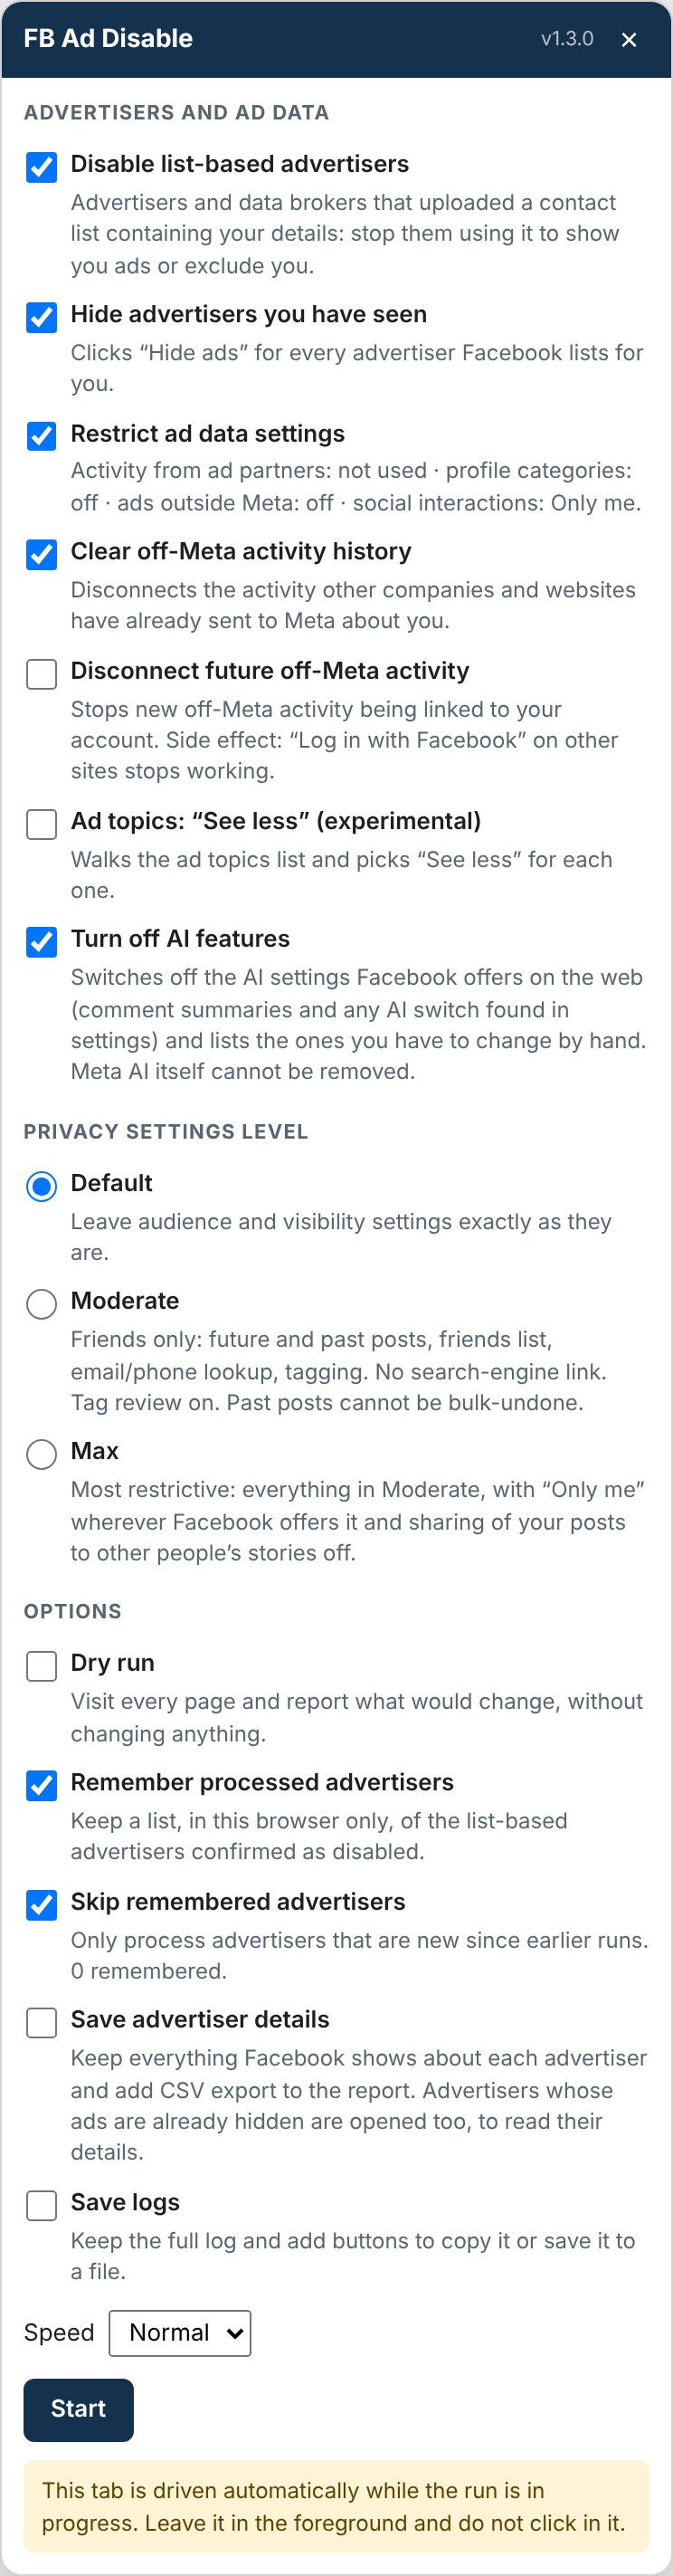 FB Ad Disable
v1.3.0 ×
ADVERTISERS AND AD DATA
Disable list-based advertisers
Advertisers and data brokers that uploaded a contact
list containing your details: stop them using it to show
you ads or exclude you.
Hide advertisers you have seen
Clicks “Hide ads” for every advertiser Facebook lists for
you.
Restrict ad data settings
Activity from ad partners: not used · profile categories:
off · ads outside Meta: off · social interactions: Only me.
Clear off-Meta activity history
Disconnects the activity other companies and websites
have already sent to Meta about you.
Disconnect future off-Meta activity
Stops new off-Meta activity being linked to your
account. Side effect: “Log in with Facebook” on other
sites stops working.
Ad topics: “See less” (experimental)
Walks the ad topics list and picks “See less” for each
one.
Turn off AI features
Switches off the AI settings Facebook offers on the web
(comment summaries and any AI switch found in
settings) and lists the ones you have to change by hand.
Meta AI itself cannot be removed.
PRIVACY SETTINGS LEVEL
Default
Leave audience and visibility settings exactly as they
are.
Moderate
Friends only: future and past posts, friends list,
email/phone lookup, tagging. No search-engine link.
Tag review on. Past posts cannot be bulk-undone.
Max
Most restrictive: everything in Moderate, with “Only me”
wherever Facebook offers it and sharing of your posts
to other people’s stories off.
OPTIONS
Dry run
Visit every page and report what would change, without
changing anything.
Remember processed advertisers
Keep a list, in this browser only, of the list-based
advertisers confirmed as disabled.
Skip remembered advertisers
Only process advertisers that are new since earlier runs.
0 remembered.
Save advertiser details
Keep everything Facebook shows about each advertiser
and add CSV export to the report. Advertisers whose
ads are already hidden are opened too, to read their
details.
Save logs
Keep the full log and add buttons to copy it or save it to
a file.
Speed Normal
Start
This tab is driven automatically while the run is in
progress. Leave it in the foreground and do not click in it.